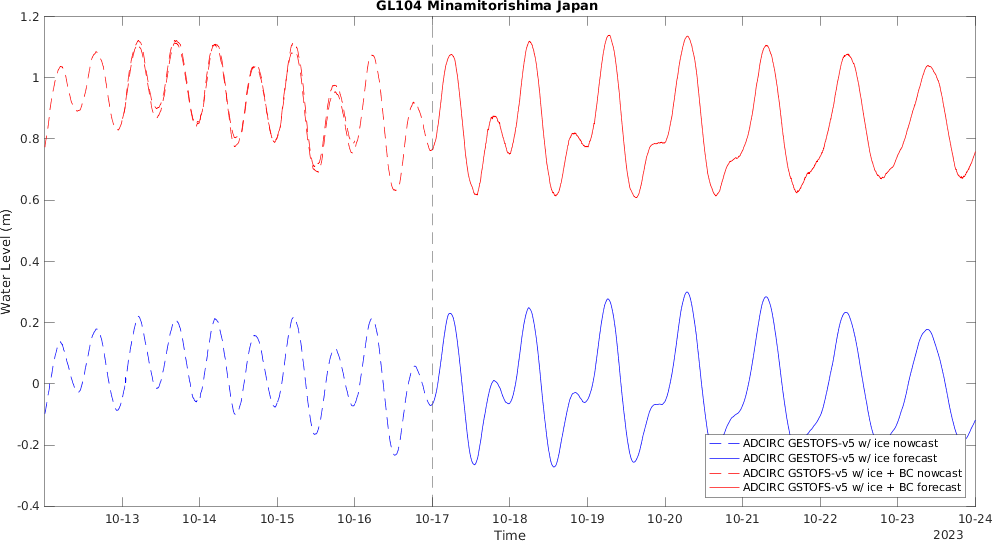 GL104 Minamitorishima Japan
Water Level (m)
1.2
1
0.8
0.6
0.4
0.2
0
-0.2
-0.4
ADCIRC GESTOFS-v5 w/ ice nowcast
ADCIRC GESTOFS-v5 w/ ice forecast
ADCIRC GSTOFS-v5 w/ ice + BC nowcast
ADCIRC GSTOFS-v5 w/ ice + BC forecast
10-13 10-14 10-15 10-16 10-17 10-18 10-19 10-20 10-21 10-22 10-23 10-24
Time
2023